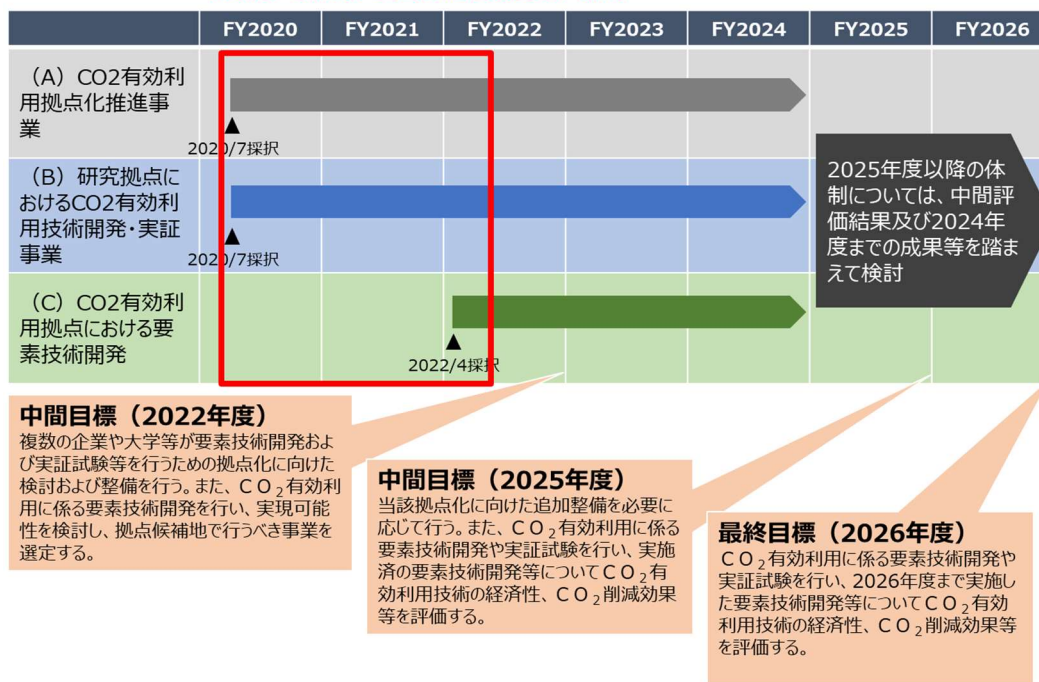 FY2020 FY2021 FY2022 FY2023 FY2024 FY2025 FY2026
（A）CO2有効利
用拠点化推進事
業
▲
2020/7採択
（B）研究拠点に
おけるCO2有効利
用技術開発・実証
事業
▲
2020/7採択
（C）CO2有効利
用拠点における要
素技術開発
▲
2022/4採択
2025年度以降の体
制については、中間評
価結果及び2024年
度までの成果等を踏ま
えて検討
中間目標（2022年度）
複数の企業や大学等が要素技術開発およ
び実証試験等を行うための拠点化に向けた
検討および整備を行う。また、ＣＯ₂有効利
用に係る要素技術開発を行い、実現可能
性を検討し、拠点候補地で行うべき事業を
選定する。
中間目標（2025年度）
当該拠点化に向けた追加整備を必要に
応じて行う。また、ＣＯ₂有効利用に係る
要素技術開発や実証試験を行い、実施
済の要素技術開発等についてＣＯ₂有
効利用技術の経済性、ＣＯ₂削減効果
等を評価する。
最終目標（2026年度）
ＣＯ₂有効利用に係る要素技術開発や
実証試験を行い、2026年度まで実施し
た要素技術開発等についてＣＯ₂有効
利用技術の経済性、ＣＯ₂削減効果等
を評価する。